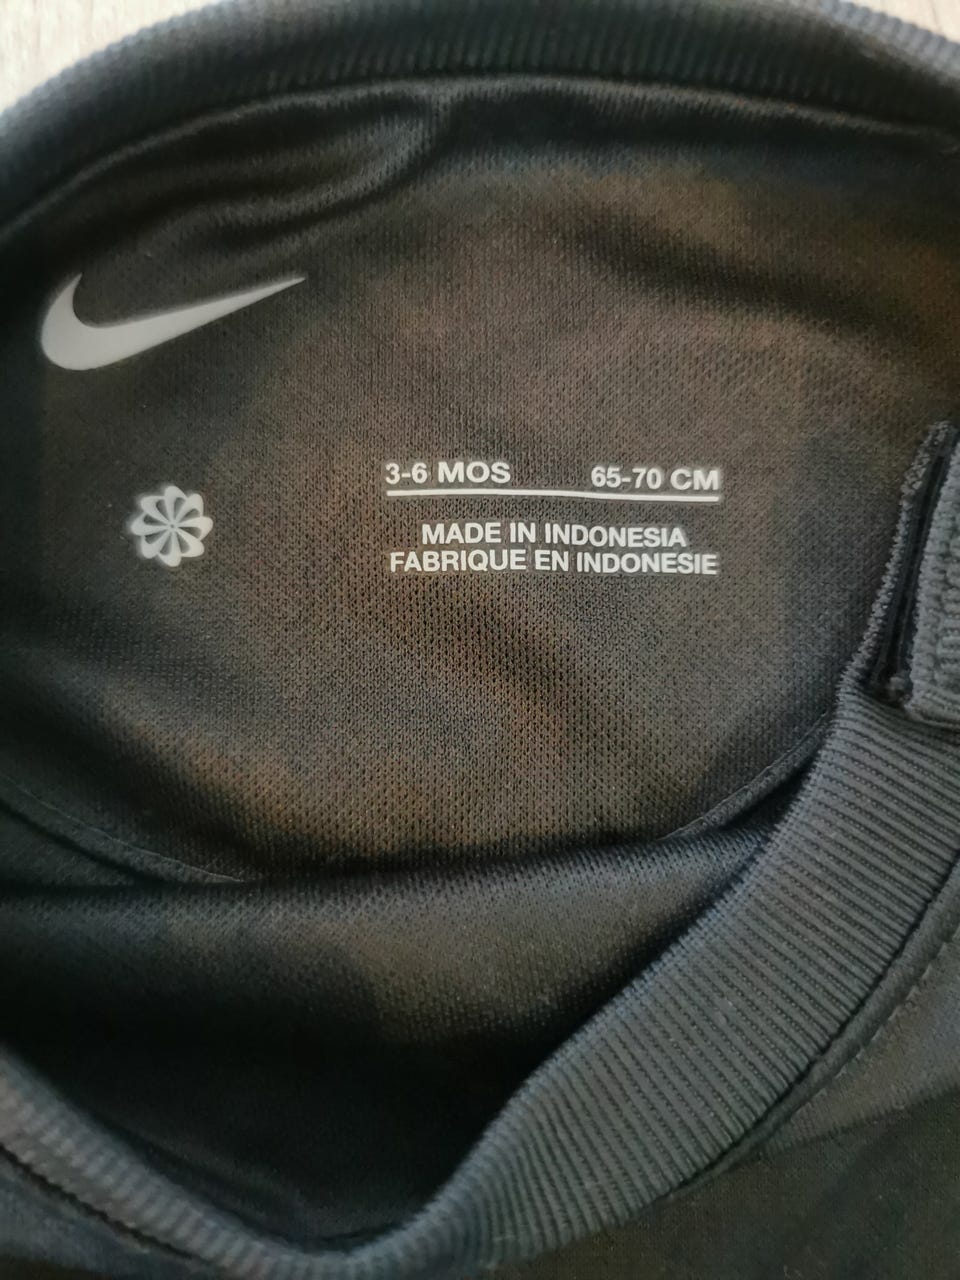 3-6 MOS 65-70 CM
MADE IN INDONESIA
FABRIQUE EN INDONESIE